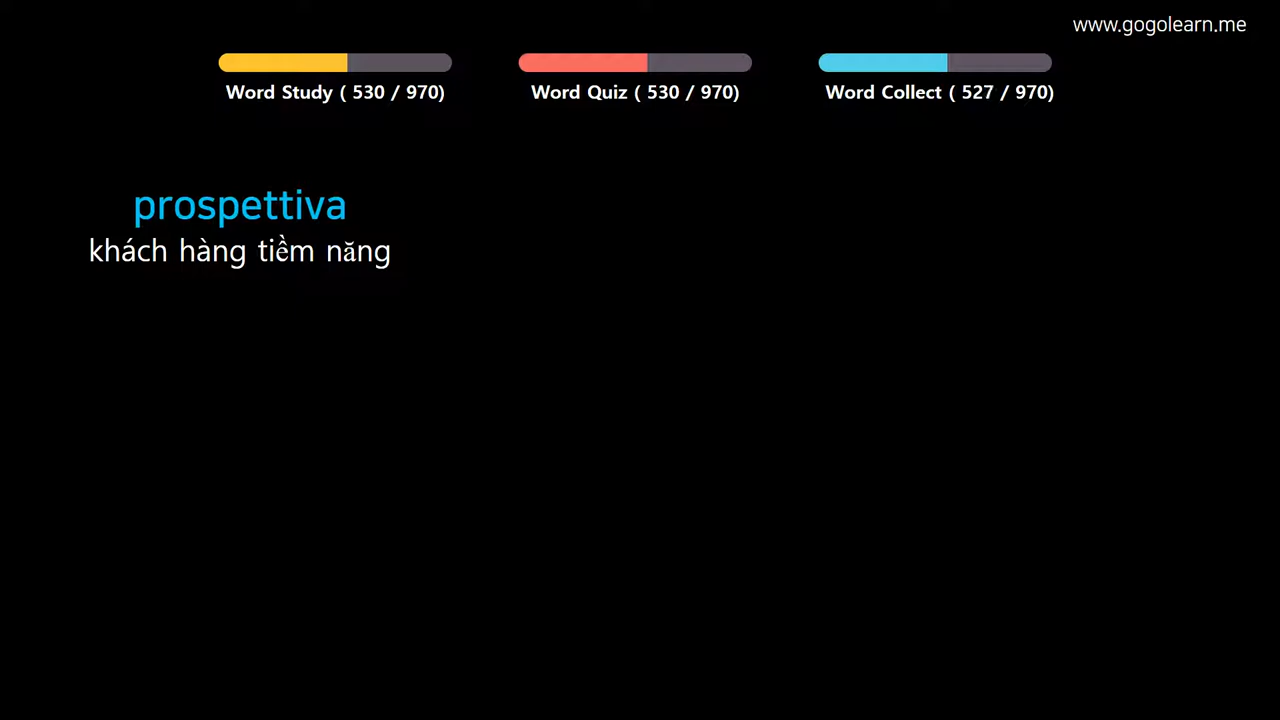 www.gogolearn.me
Word Study ( 530 / 970)
Word Quiz ( 530 / 970)
Word Collect ( 527 / 970)
prospettiva
khách hàng tiềm năng